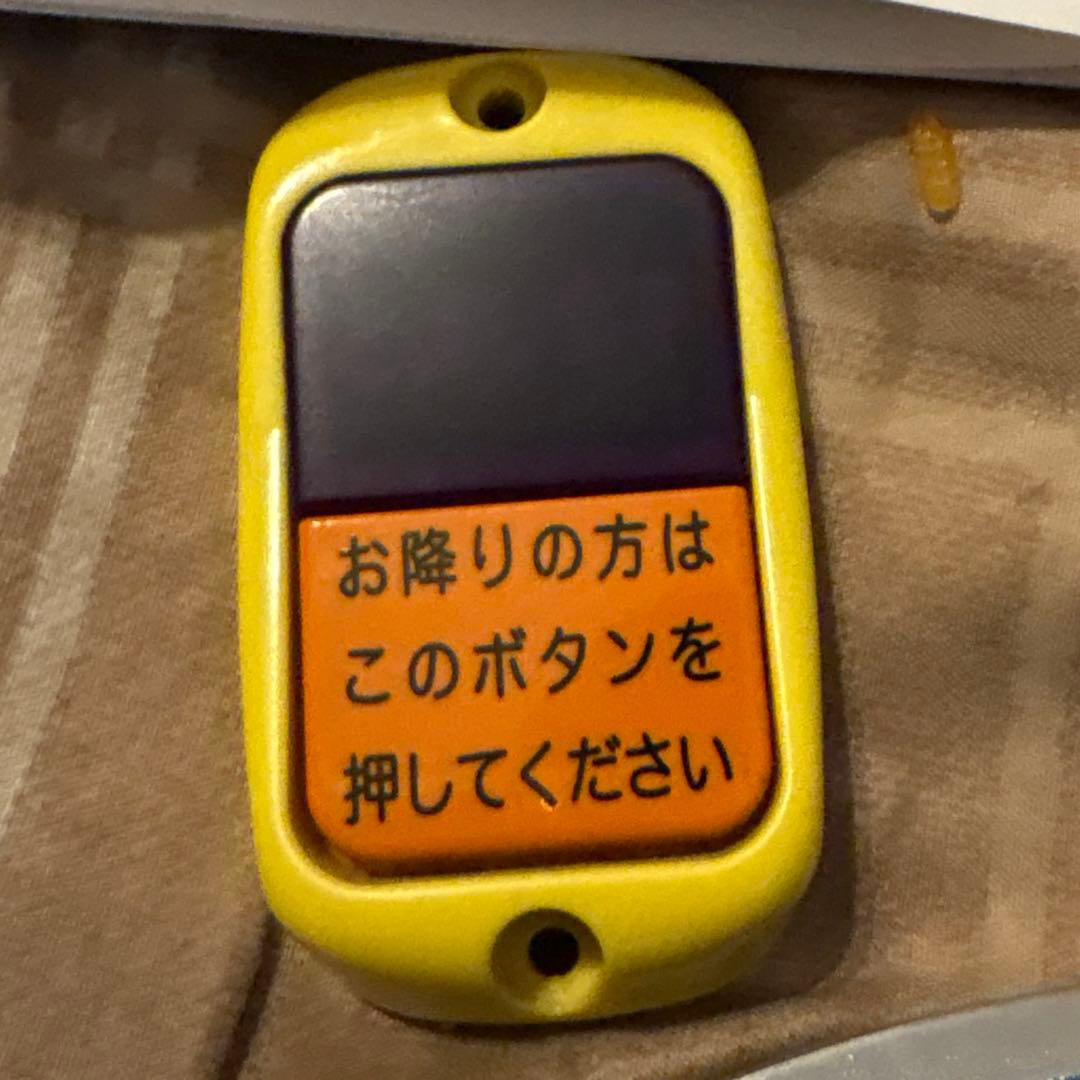 お降りの方は
このボタンを
押してください